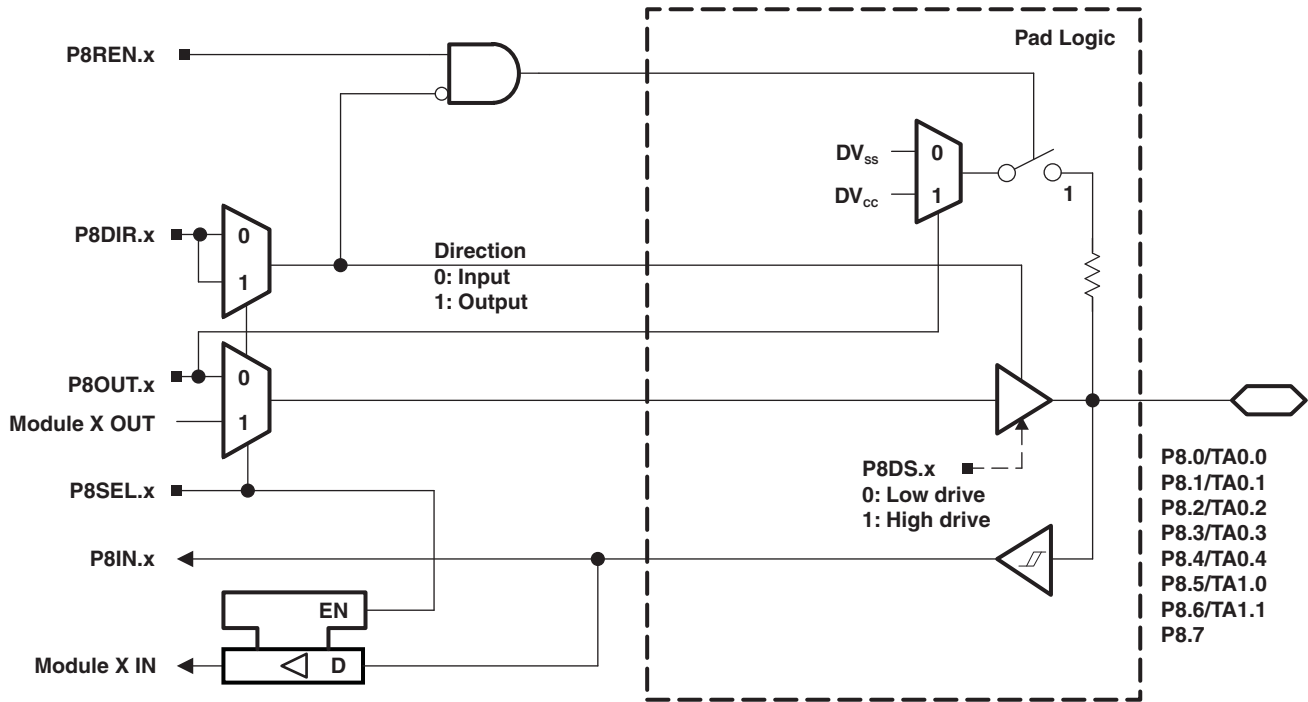 Pad Logic
P8REN.x
DVss
0
DVcc
1
1
P8DIR.x
0
1
Direction
0: Input
1: Output
P8OUT.x
0
Module X OUT
1
P8DS.x
0: Low drive
1: High drive
P8SEL.x
P8IN.x
EN
Module X IN
D
P8.0/TA0.0
P8.1/TA0.1
P8.2/TA0.2
P8.3/TA0.3
P8.4/TA0.4
P8.5/TA1.0
P8.6/TA1.1
P8.7